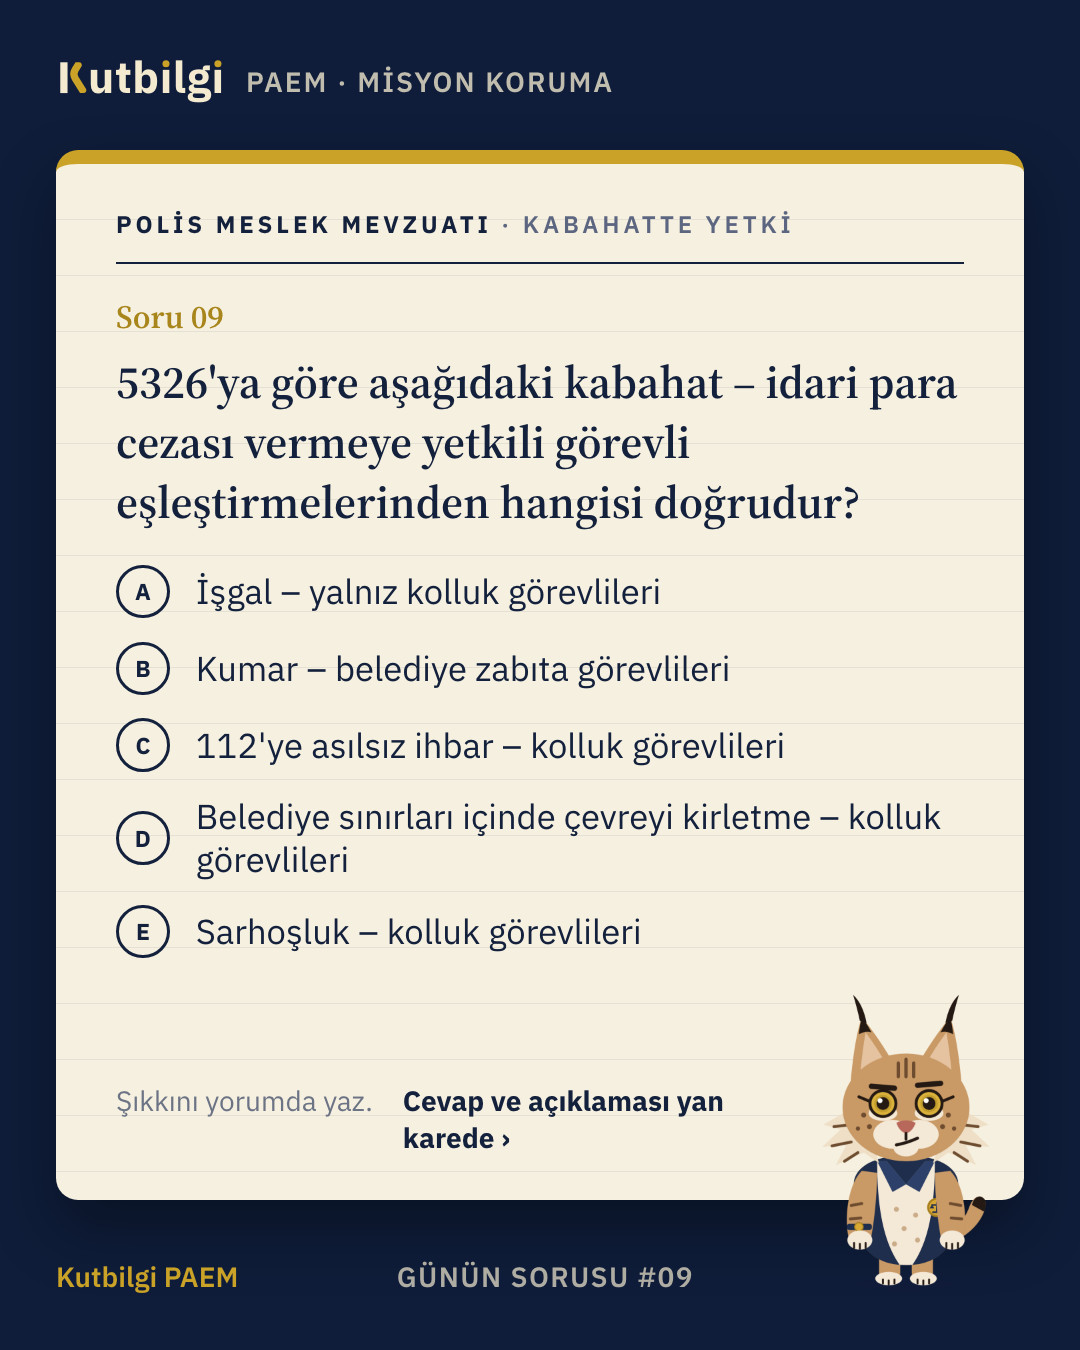 Kutbilgi PAEM · MİSYON KORUMA
POLİS MESLEK MEVZUATI · KABAHATTE YETKİ
Soru 09
5326'ya göre aşağıdaki kabahat – idari para
cezası vermeye yetkili görevli
eşleştirmelerinden hangisi doğrudur?
A İşgal – yalnız kolluk görevlileri
B Kumar – belediye zabıta görevlileri
C 112'ye asılsız ihbar – kolluk görevlileri
D Belediye sınırları içinde çevreyi kirletme – kolluk
görevlileri
E Sarhoşluk – kolluk görevlileri
Şıkkını yorumda yaz. Cevap ve açıklaması yan
karede ›
Kutbilgi PAEM GÜNÜN SORUSU #09